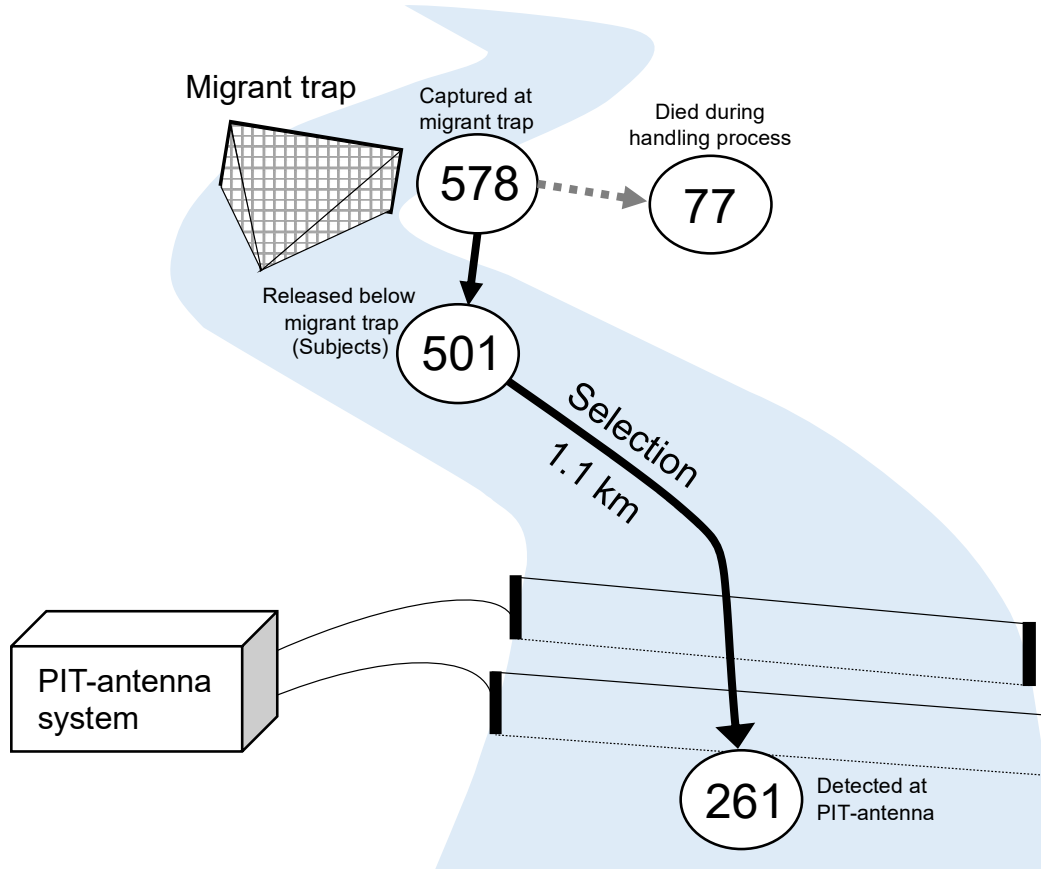 Migrant trap
Captured at
migrant trap
578
Died during
handling process
77
Released below
migrant trap
(Subjects)
501
Selection
1.1 km
PIT-antenna
system
261
Detected at
PIT-antenna